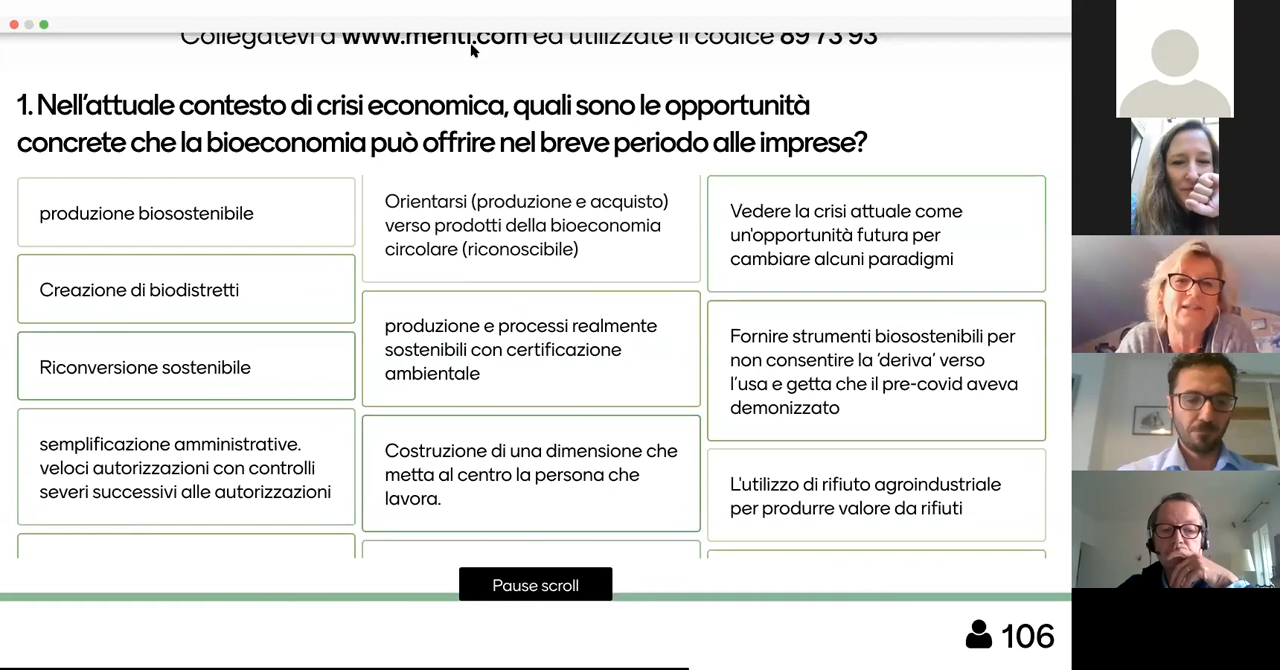 Collegatevi a www.menti.com ed utilizzate il codice 89 73 93
1. Nell'attuale contesto di crisi economica, quali sono le opportunità
concrete che la bioeconomia può offrire nel breve periodo alle imprese?
produzione biosostenibile
Creazione di biodistretti
Riconversione sostenibile
semplificazione amministrative.
veloci autorizzazioni con controlli
severi successivi alle autorizzazioni
Orientarsi (produzione e acquisto)
verso prodotti della bioeconomia
circolare (riconoscibile)
produzione e processi realmente
sostenibili con certificazione
ambientale
Costruzione di una dimensione che
metta al centro la persona che
lavora.
Vedere la crisi attuale come
un'opportunità futura per
cambiare alcuni paradigmi
Fornire strumenti biosostenibili per
non consentire la 'deriva' verso
l'usa e getta che il pre-covid aveva
demonizzato
L'utilizzo di rifiuto agroindustriale
per produrre valore da rifiuti
Pause scroll
106